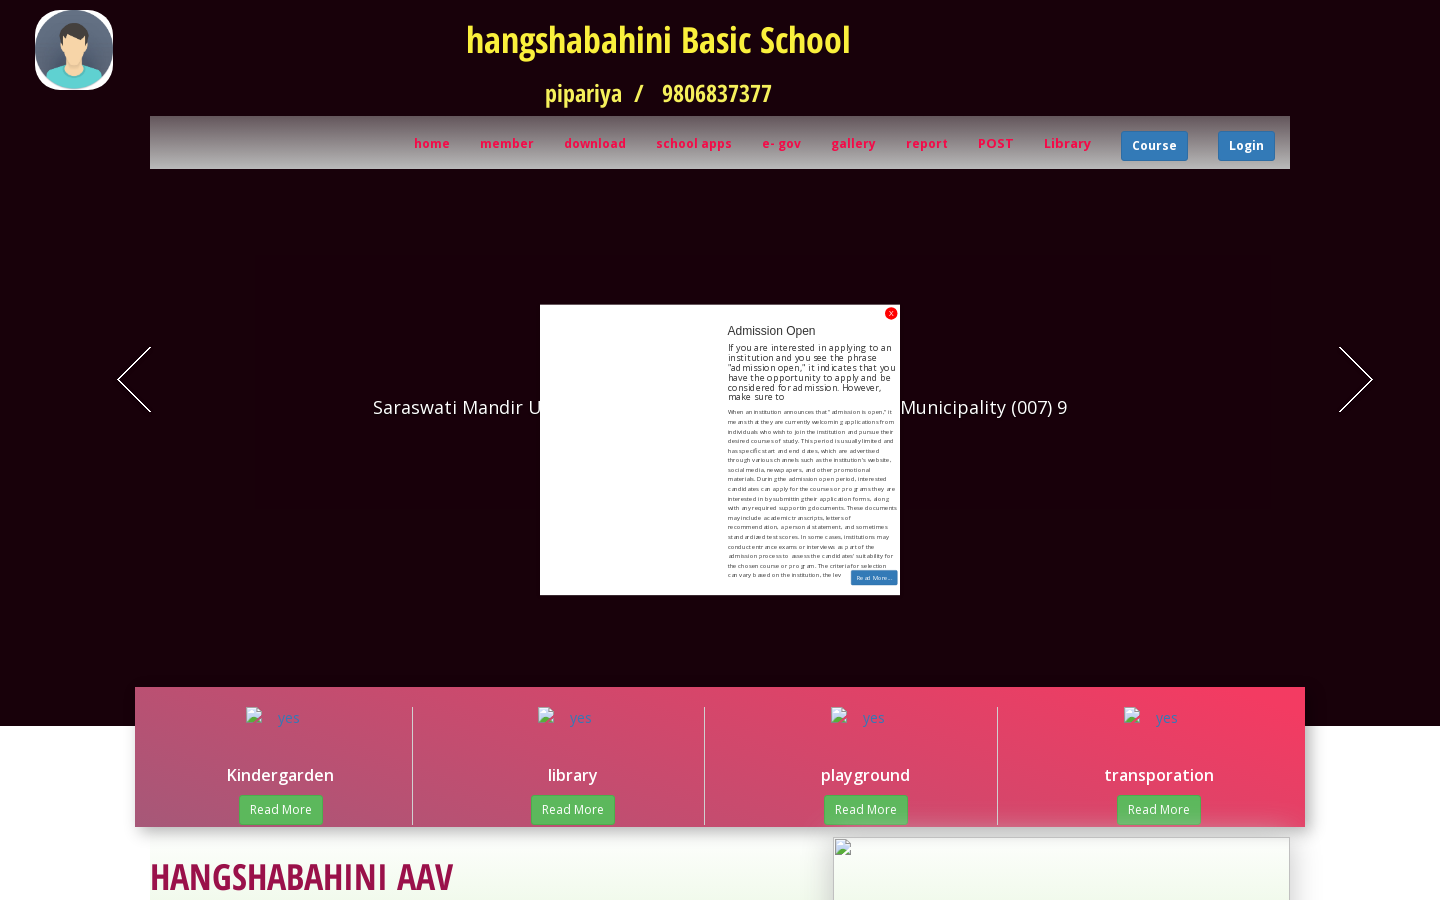 hangshabahini Basic School
pipariya / 9806837377
home member download school apps e- gov gallery report POST Library Course Login
X
Admission Open
If you are interested in applying to an
institution and you see the phrase
"admission open," it indicates that you
have the opportunity to apply and be
considered for admission. However,
make sure to
When an institution announces that "admission is open," it
means that they are currently welcoming applications from
individuals who wish to join the institution and pursue their
desired courses of study. This period is usually limited and
has specific start and end dates, which are advertised
through various channels such as the institution's website,
social media, newspapers, and other promotional
materials. During the admission open period, interested
candidates can apply for the courses or programs they are
interested in by submitting their application forms, along
with any required supporting documents. These documents
may include academic transcripts, letters of
recommendation, a personal statement, and sometimes
standardized test scores. In some cases, institutions may
conduct entrance exams or interviews as part of the
admission process to assess the candidates' suitability for
the chosen course or program. The criteria for selection
can vary based on the institution, the lev
Read More...
Saraswati Mandir U Municipality (007) 9
yes yes yes yes
Kindergarden library playground transporation
Read More Read More Read More Read More
HANGSHABAHINI AAV